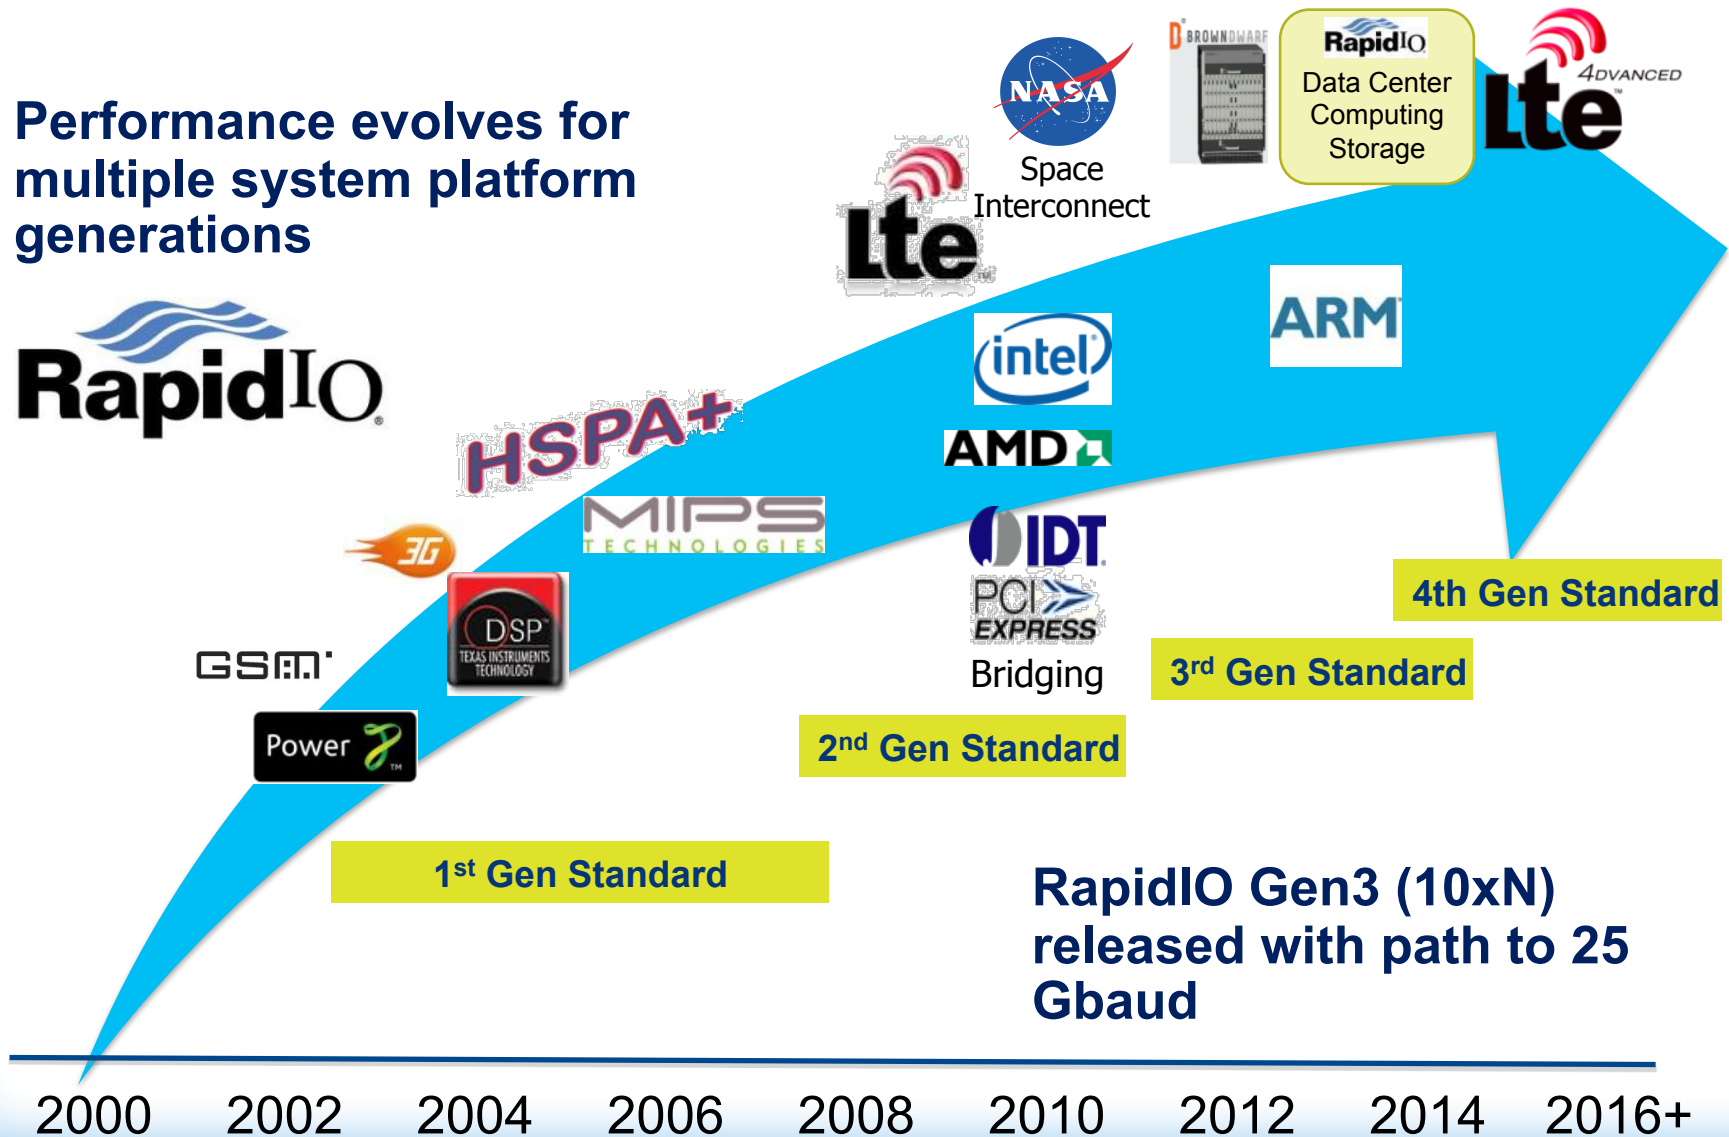 Performance evolves for
multiple system platform
generations
RapidIO®
NASA
Space
Interconnect
BROWNDWARF
RapidIO
Data Center
Computing
Storage
Lte
4DVANCED
Lte
ARM
intel
AMD
HSPA+
MIPS
TECHNOLOGIES
3G
DSP™
TEXAS INSTRUMENTS
TECHNOLOGY
GSM
Power
TM
IDT
PCI
EXPRESS
Bridging
4th Gen Standard
3rd Gen Standard
2nd Gen Standard
1st Gen Standard
RapidIO Gen3 (10xN)
released with path to 25
Gbaud
2000 2002 2004 2006 2008 2010 2012 2014 2016+